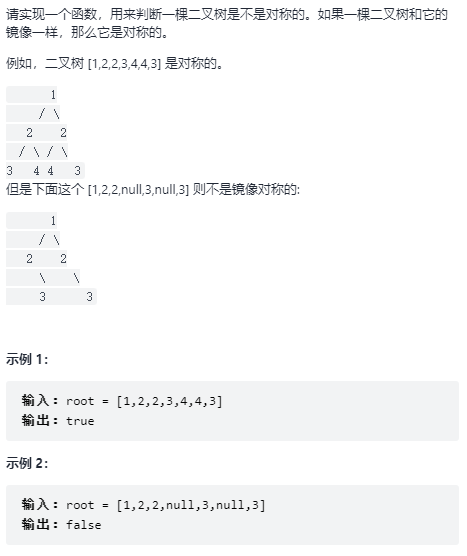 请实现一个函数，用来判断一棵二叉树是不是对称的。如果一棵二叉树和它的
镜像一样，那么它是对称的。
例如，二叉树 [1,2,2,3,4,4,3] 是对称的。
1
/ \
2 2
/ \ / \
3 4 4 3
但是下面这个 [1,2,2,null,3,null,3] 则不是镜像对称的:
1
/ \
2 2
\ \
3 3
示例 1：
输入：root = [1,2,2,3,4,4,3]
输出：true
示例 2：
输入：root = [1,2,2,null,3,null,3]
输出：false